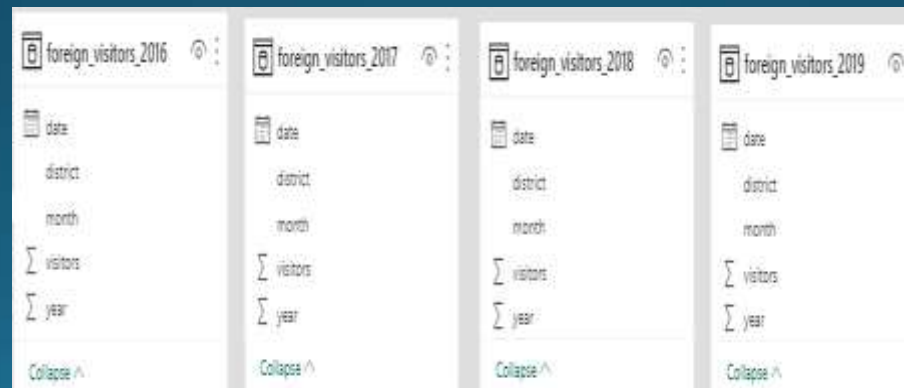 foreign_visitors_2016
date
district
month
visitors
year
Collapse
foreign_visitors_2017
date
district
month
visitors
year
Collapse
foreign_visitors_2018
date
district
month
visitors
year
Collapse
foreign_visitors_2019
date
district
month
visitors
year
Collapse